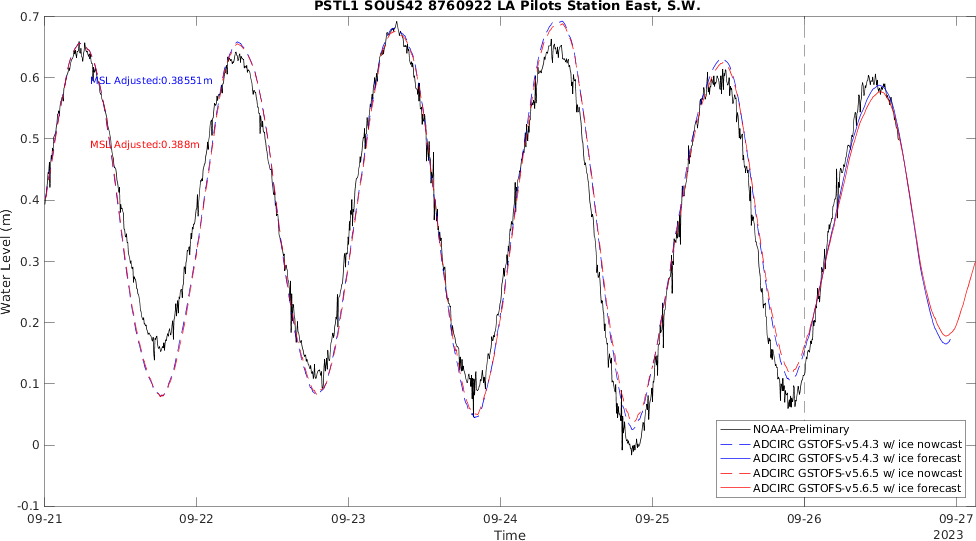 PSTL1 SOUS42 8760922 LA Pilots Station East, S.W.
0.7
0.6
0.5
0.4
0.3
0.2
0.1
0
-0.1
Water Level (m)
MSL Adjusted:0.38551m
MSL Adjusted:0.388m
NOAA-Preliminary
ADCIRC GSTOFS-v5.4.3 w/ ice nowcast
ADCIRC GSTOFS-v5.4.3 w/ ice forecast
ADCIRC GSTOFS-v5.6.5 w/ ice nowcast
ADCIRC GSTOFS-v5.6.5 w/ ice forecast
09-21 09-22 09-23 09-24 09-25 09-26 09-27
2023
Time